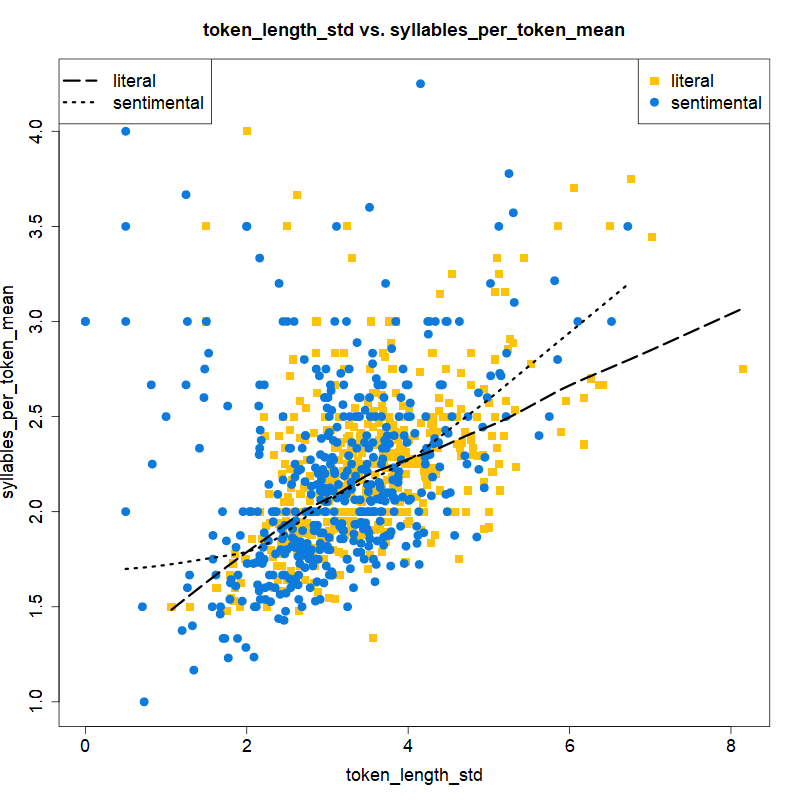 token_length_std vs. syllables_per_token_mean
literal
sentimental
literal
sentimental
syllables_per_token_mean
4.0
3.5
3.0
2.5
2.0
1.5
1.0
0 2 4 6 8
token_length_std